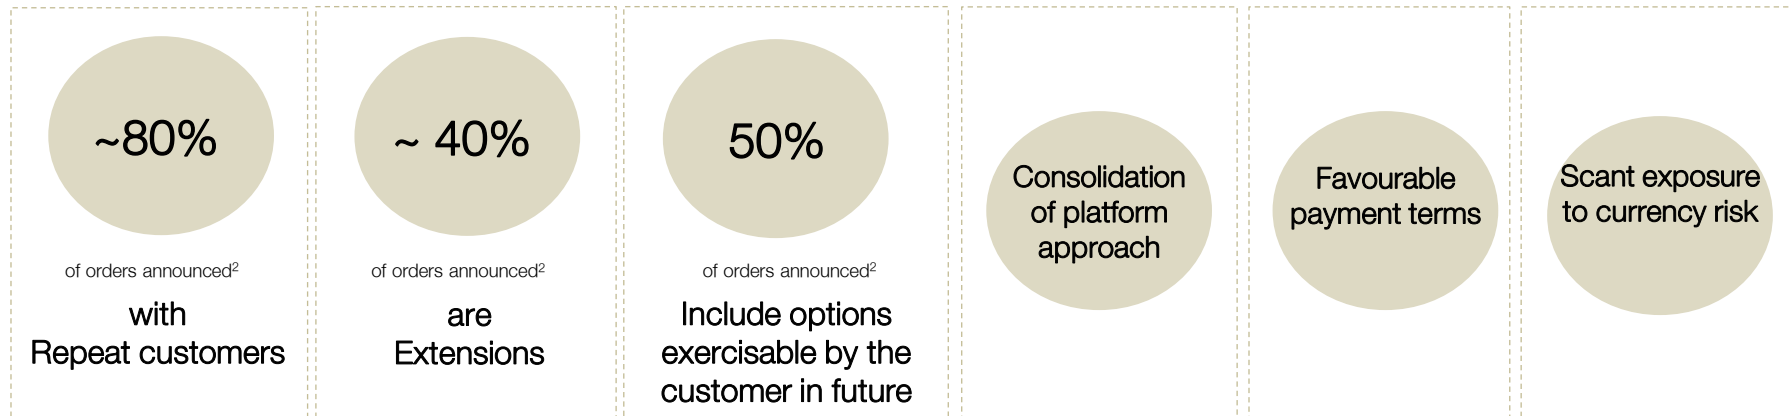 ~80%
of orders announced2
with
Repeat customers
~ 40%
of orders announced2
are
Extensions
50%
of orders announced2
Include options
exercisable by the
customer in future
Consolidation
of platform
approach
Favourable
payment terms
Scant exposure
to currency risk